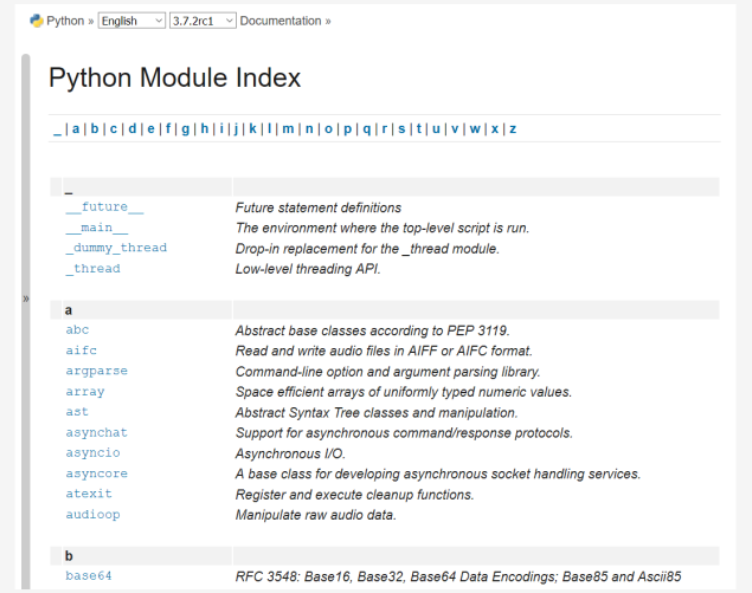 Python » English 3.7.2rc1 Documentation »
Python Module Index
_ | a | b | c | d | e | f | g | h | i | j | k | l | m | n | o | p | q | r | s | t | u | v | w | x | z
_
__future__ Future statement definitions
__main__ The environment where the top-level script is run.
_dummy_thread Drop-in replacement for the _thread module.
_thread Low-level threading API.
»
a
abc Abstract base classes according to PEP 3119.
aifc Read and write audio files in AIFF or AIFC format.
argparse Command-line option and argument parsing library.
array Space efficient arrays of uniformly typed numeric values.
ast Abstract Syntax Tree classes and manipulation.
asynchat Support for asynchronous command/response protocols.
asyncio Asynchronous I/O.
asyncore A base class for developing asynchronous socket handling services.
atexit Register and execute cleanup functions.
audioop Manipulate raw audio data.
b
base64 RFC 3548: Base16, Base32, Base64 Data Encodings; Base85 and Ascii85